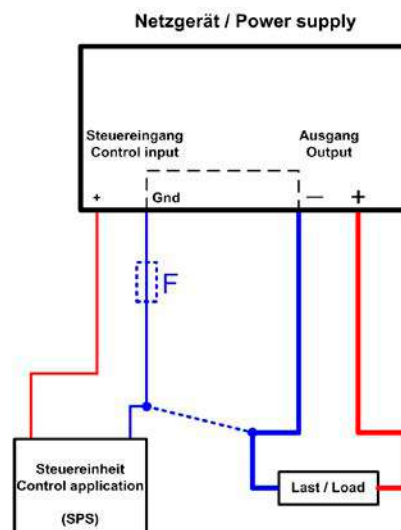 Netzgerät / Power supply
Steuereingang
Control input
Ausgang
Output
+
Gnd
—
+
F
Steuereinheit
Control application
(SPS)
Last / Load